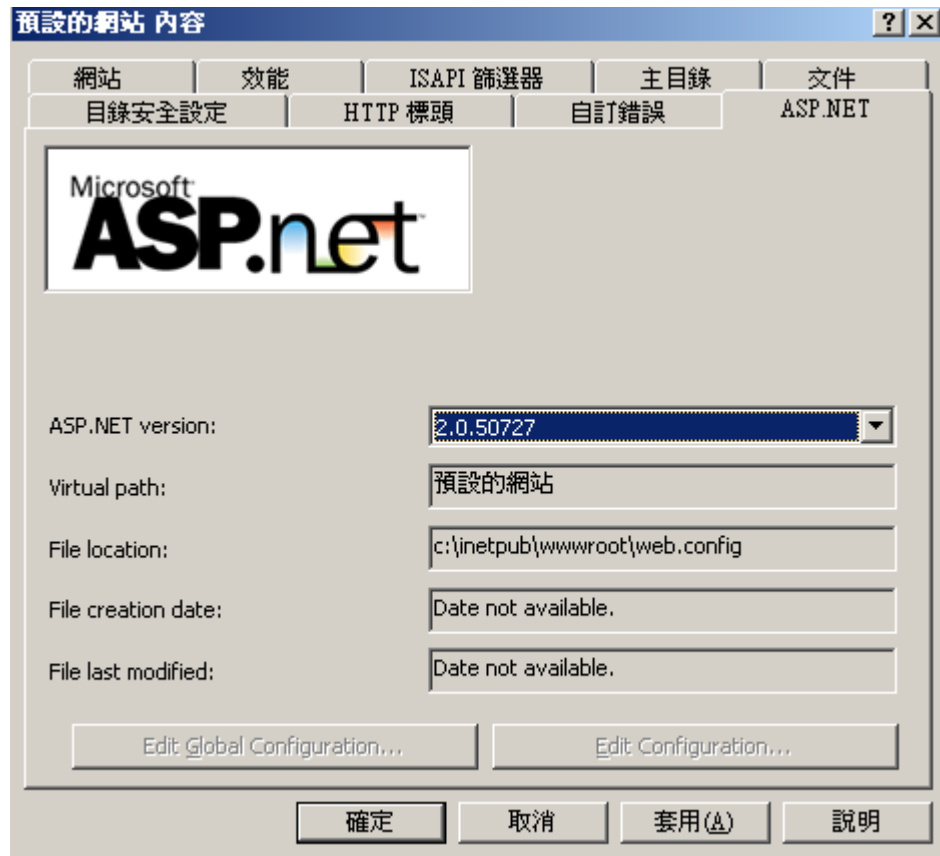 預設的網站 內容
網站 效能 ISAPI 篩選器 主目錄 文件
目錄安全設定 HTTP 標頭 自訂錯誤 ASP.NET
Microsoft
ASP.net
ASP.NET version: 2.0.50727
Virtual path: 預設的網站
File location: c:\inetpub\wwwroot\web.config
File creation date: Date not available.
File last modified: Date not available.
Edit Global Configuration... Edit Configuration...
確定 取消 套用(A) 說明